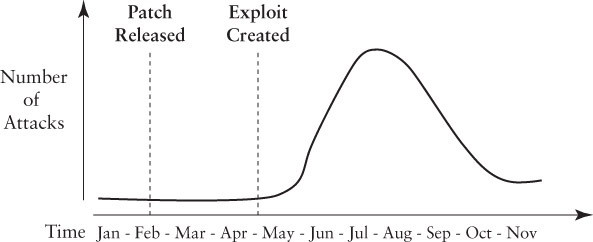 Patch
Released
Exploit
Created
Number
of
Attacks
Time Jan - Feb - Mar - Apr - May - Jun - Jul - Aug - Sep - Oct - Nov